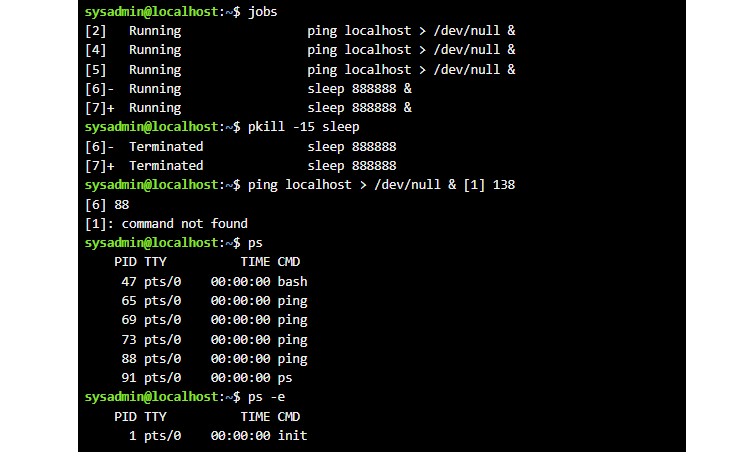 sysadmin@localhost:~$ jobs
[2]   Running                 ping localhost > /dev/null &
[4]   Running                 ping localhost > /dev/null &
[5]   Running                 ping localhost > /dev/null &
[6]-  Running                 sleep 888888 &
[7]+  Running                 sleep 888888 &
sysadmin@localhost:~$ pkill -15 sleep
[6]-  Terminated              sleep 888888
[7]+  Terminated              sleep 888888
sysadmin@localhost:~$ ping localhost > /dev/null & [1] 138
[6] 88
[1]: command not found
sysadmin@localhost:~$ ps
    PID TTY          TIME CMD
     47 pts/0    00:00:00 bash
     65 pts/0    00:00:00 ping
     69 pts/0    00:00:00 ping
     73 pts/0    00:00:00 ping
     88 pts/0    00:00:00 ping
     91 pts/0    00:00:00 ps
sysadmin@localhost:~$ ps -e
    PID TTY          TIME CMD
      1 pts/0    00:00:00 init